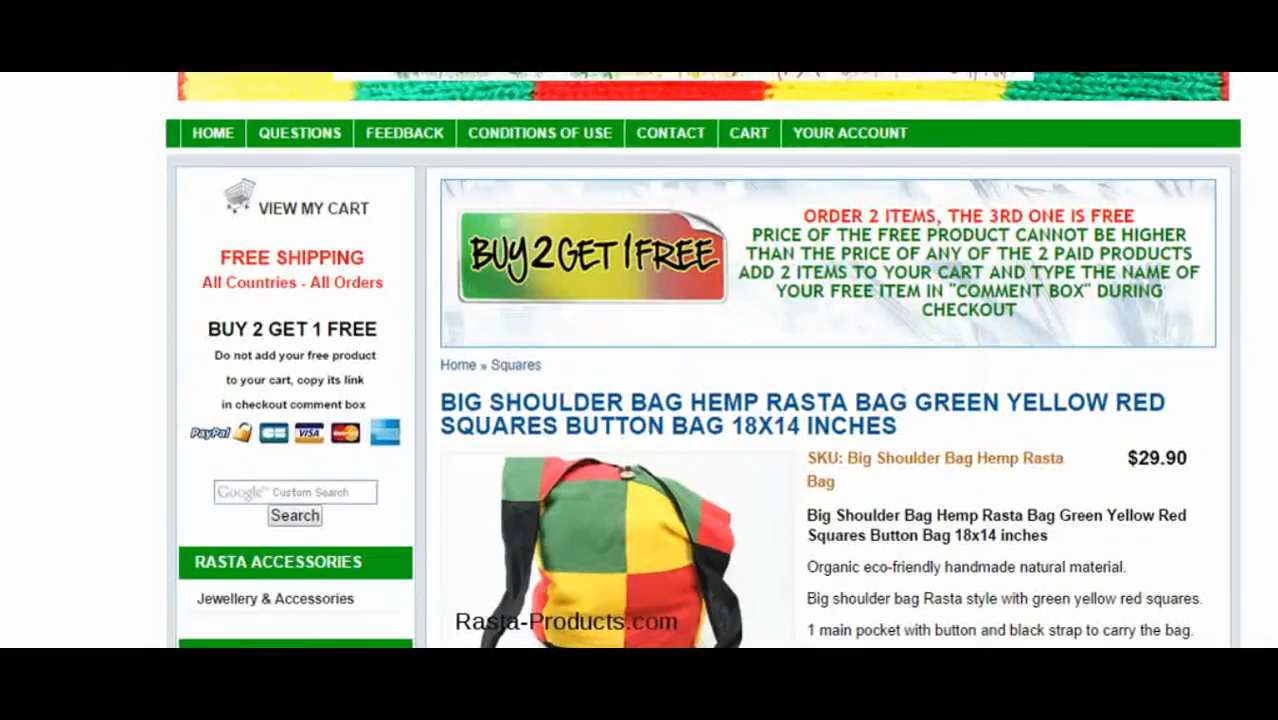 HOME QUESTIONS FEEDBACK CONDITIONS OF USE CONTACT CART YOUR ACCOUNT
VIEW MY CART
FREE SHIPPING
All Countries - All Orders
BUY 2 GET 1 FREE
Do not add your free product
to your cart, copy its link
in checkout comment box
PayPal VISA
Google™ Custom Search
Search
RASTA ACCESSORIES
Jewellery & Accessories
BUY 2 GET 1 FREE
ORDER 2 ITEMS, THE 3RD ONE IS FREE
PRICE OF THE FREE PRODUCT CANNOT BE HIGHER
THAN THE PRICE OF ANY OF THE 2 PAID PRODUCTS
ADD 2 ITEMS TO YOUR CART AND TYPE THE NAME OF
YOUR FREE ITEM IN "COMMENT BOX" DURING
CHECKOUT
Home » Squares
BIG SHOULDER BAG HEMP RASTA BAG GREEN YELLOW RED
SQUARES BUTTON BAG 18X14 INCHES
SKU: Big Shoulder Bag Hemp Rasta
Bag
$29.90
Big Shoulder Bag Hemp Rasta Bag Green Yellow Red
Squares Button Bag 18x14 inches
Organic eco-friendly handmade natural material.
Big shoulder bag Rasta style with green yellow red squares.
1 main pocket with button and black strap to carry the bag.
Rasta-Products.com